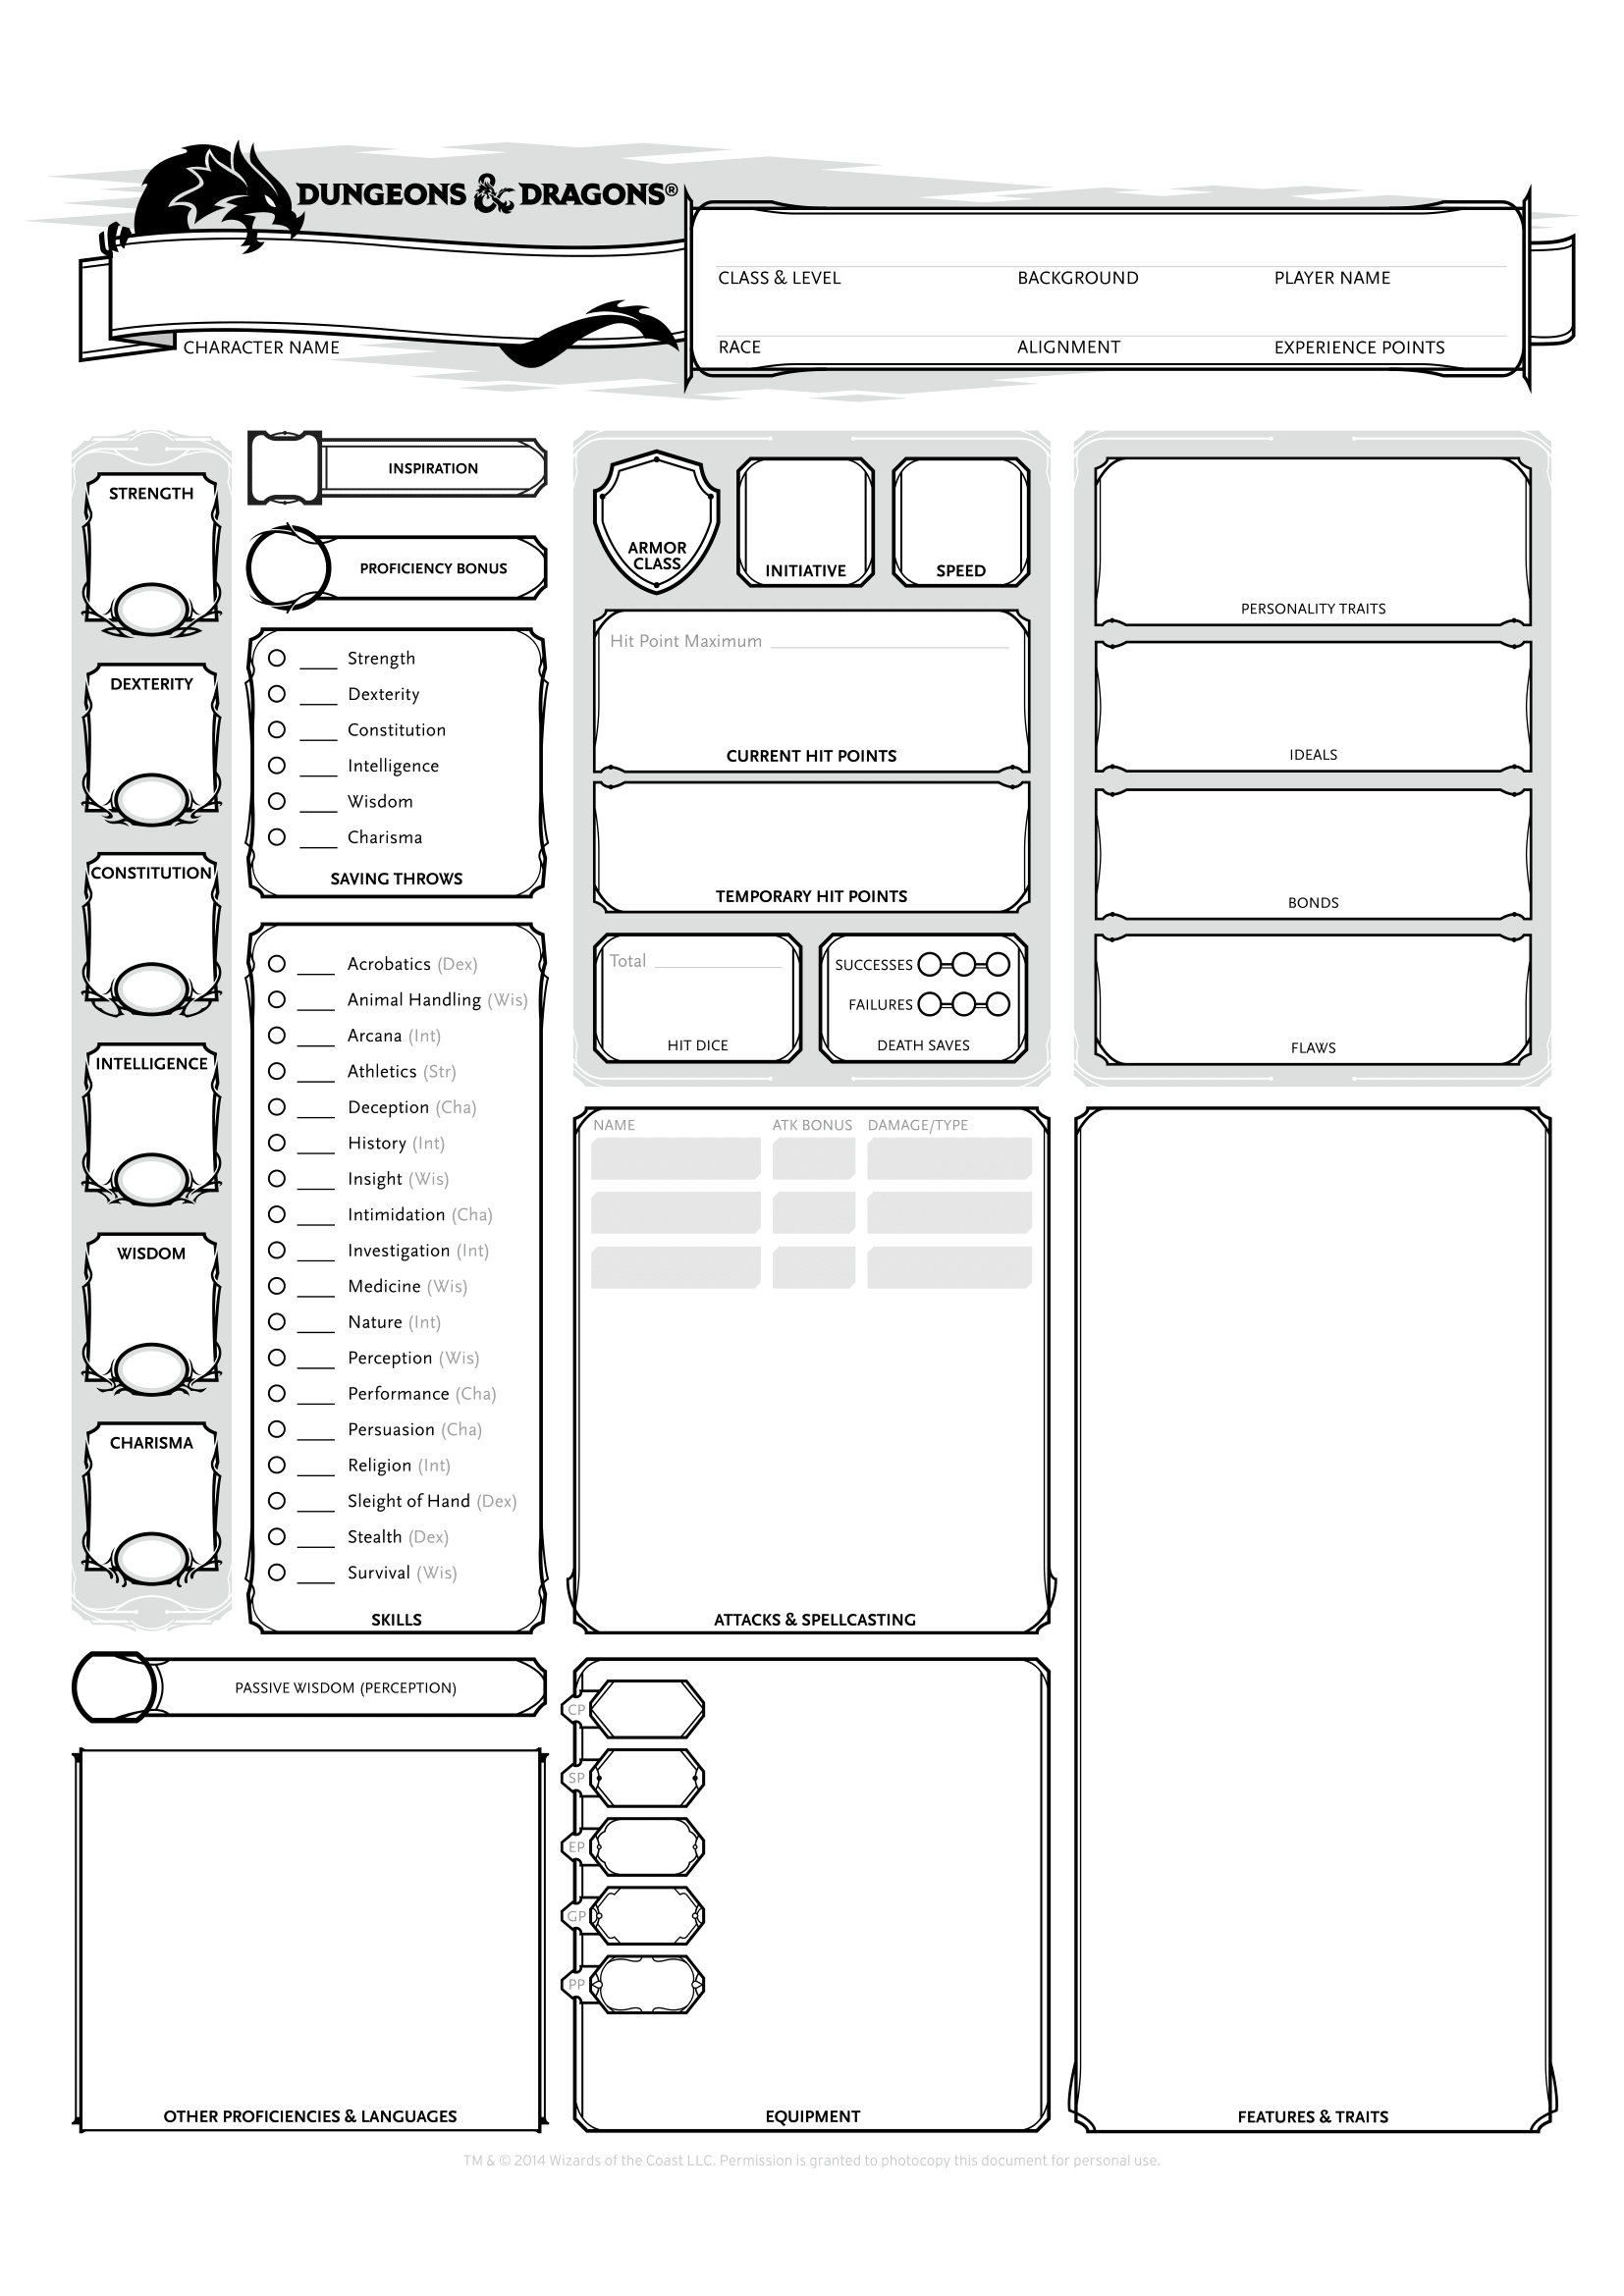 DUNGEONS & DRAGONS®
CHARACTER NAME
CLASS & LEVEL
BACKGROUND
PLAYER NAME
RACE
ALIGNMENT
EXPERIENCE POINTS
STRENGTH
DEXTERITY
CONSTITUTION
INTELLIGENCE
WISDOM
CHARISMA
INSPIRATION
PROFICIENCY BONUS
Strength
Dexterity
Constitution
Intelligence
Wisdom
Charisma
SAVING THROWS
Acrobatics (Dex)
Animal Handling (Wis)
Arcana (Int)
Athletics (Str)
Deception (Cha)
History (Int)
Insight (Wis)
Intimidation (Cha)
Investigation (Int)
Medicine (Wis)
Nature (Int)
Perception (Wis)
Performance (Cha)
Persuasion (Cha)
Religion (Int)
Sleight of Hand (Dex)
Stealth (Dex)
Survival (Wis)
SKILLS
PASSIVE WISDOM (PERCEPTION)
OTHER PROFICIENCIES & LANGUAGES
ARMOR
CLASS
INITIATIVE
SPEED
Hit Point Maximum
CURRENT HIT POINTS
TEMPORARY HIT POINTS
Total
HIT DICE
SUCCESSES
FAILURES
DEATH SAVES
NAME
ATK BONUS
DAMAGE/TYPE
ATTACKS & SPELLCASTING
CP
SP
EP
GP
PP
EQUIPMENT
PERSONALITY TRAITS
IDEALS
BONDS
FLAWS
FEATURES & TRAITS
TM & © 2014 Wizards of the Coast LLC. Permission is granted to photocopy this document for personal use.